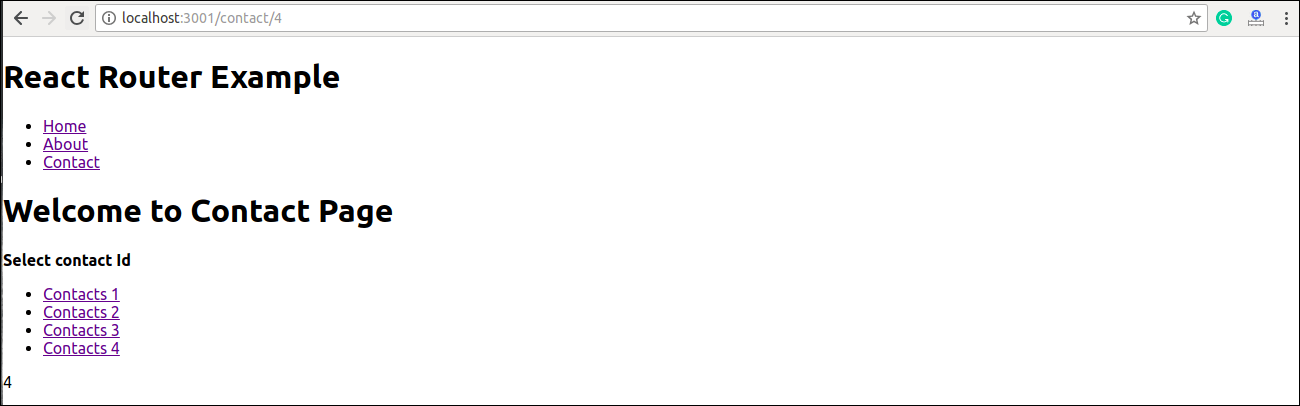 localhost:3001/contact/4
React Router Example
Home
About
Contact
Welcome to Contact Page
Select contact Id
Contacts 1
Contacts 2
Contacts 3
Contacts 4
4